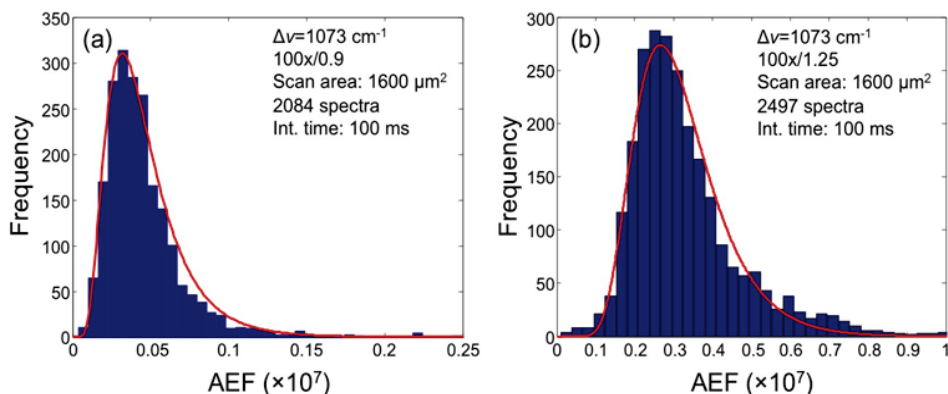 (a)
Δν=1073 cm⁻¹
100x/0.9
Scan area: 1600 μm²
2084 spectra
Int. time: 100 ms
Frequency
350
300
250
200
150
100
50
0
0 0.05 0.1 0.15 0.2 0.25
AEF (×10⁷)
(b)
Δν=1073 cm⁻¹
100x/1.25
Scan area: 1600 μm²
2497 spectra
Int. time: 100 ms
Frequency
300
250
200
150
100
50
0
0 0.1 0.2 0.3 0.4 0.5 0.6 0.7 0.8 0.9 1
AEF (×10⁷)